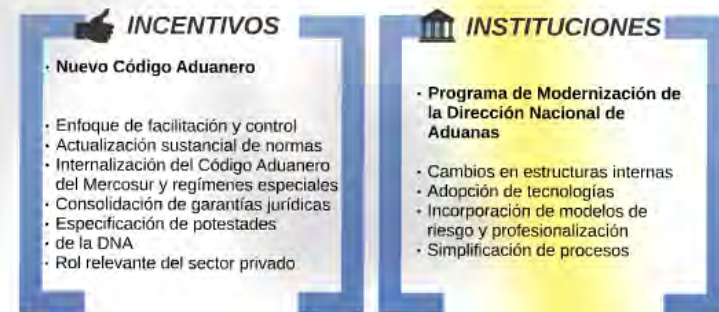 INCENTIVOS
· Nuevo Código Aduanero
· Enfoque de facilitación y control
· Actualización sustancial de normas
· Internalización del Código Aduanero
del Mercosur y regímenes especiales
· Consolidación de garantías jurídicas
· Especificación de potestades
· de la DNA
· Rol relevante del sector privado
INSTITUCIONES
· Programa de Modernización de
la Dirección Nacional de
Aduanas
· Cambios en estructuras internas
· Adopción de tecnologías
· Incorporación de modelos de
riesgo y profesionalización
· Simplificación de procesos